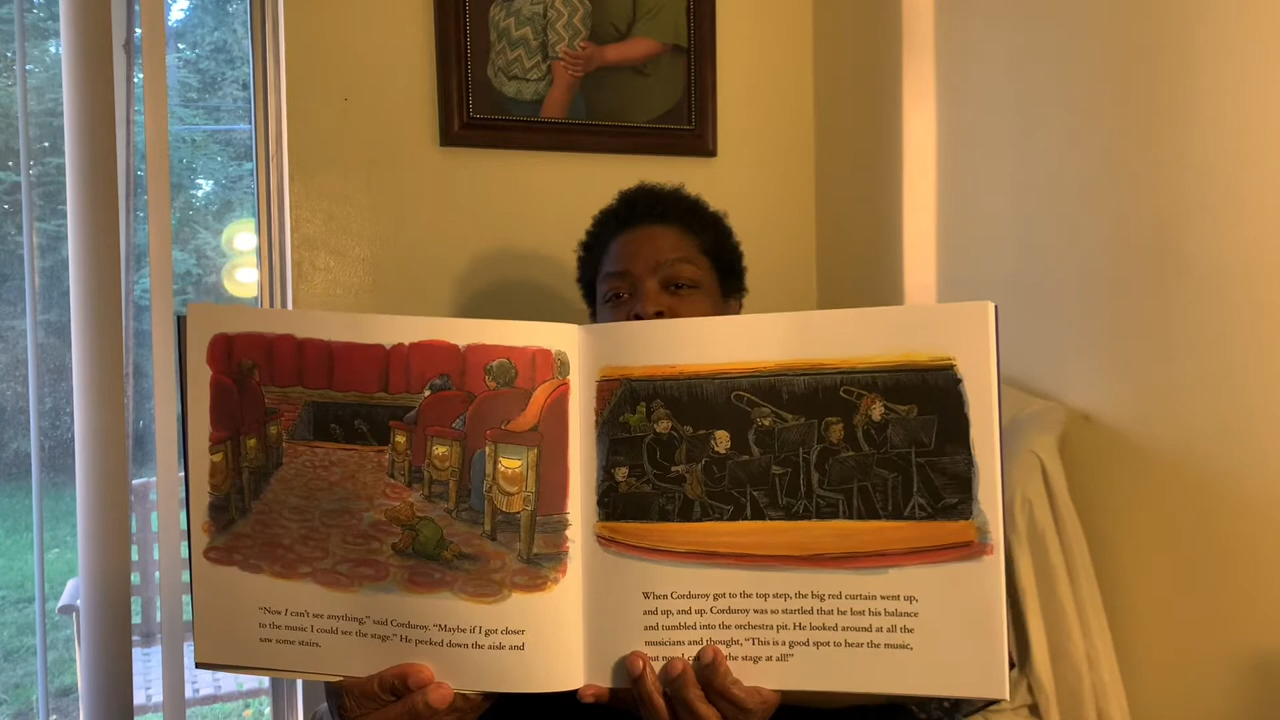 “Now I can’t see anything,” said Corduroy. “Maybe if I got closer
to the music I could see the stage.” He peeked down the aisle and
saw some stairs.
When Corduroy got to the top step, the big red curtain went up,
and up, and up. Corduroy was so startled that he lost his balance
and tumbled into the orchestra pit. He looked around at all the
musicians and thought, “This is a good spot to hear the music,
but now I the stage at all!”